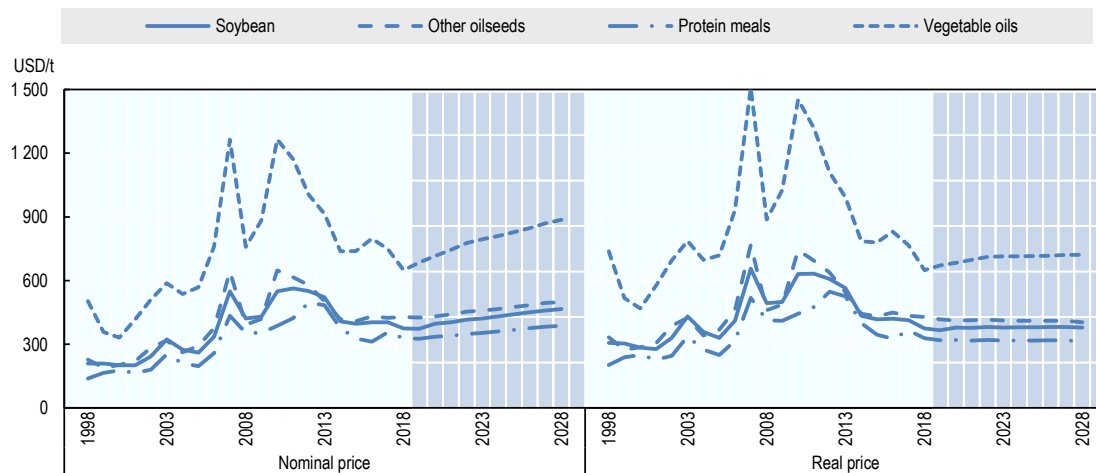 Soybean Other oilseeds Protein meals Vegetable oils
USD/t
1 500
1 200
900
600
300
0
1998 2003 2008 2013 2018 2023 2028 1998 2003 2008 2013 2018 2023 2028
Nominal price Real price